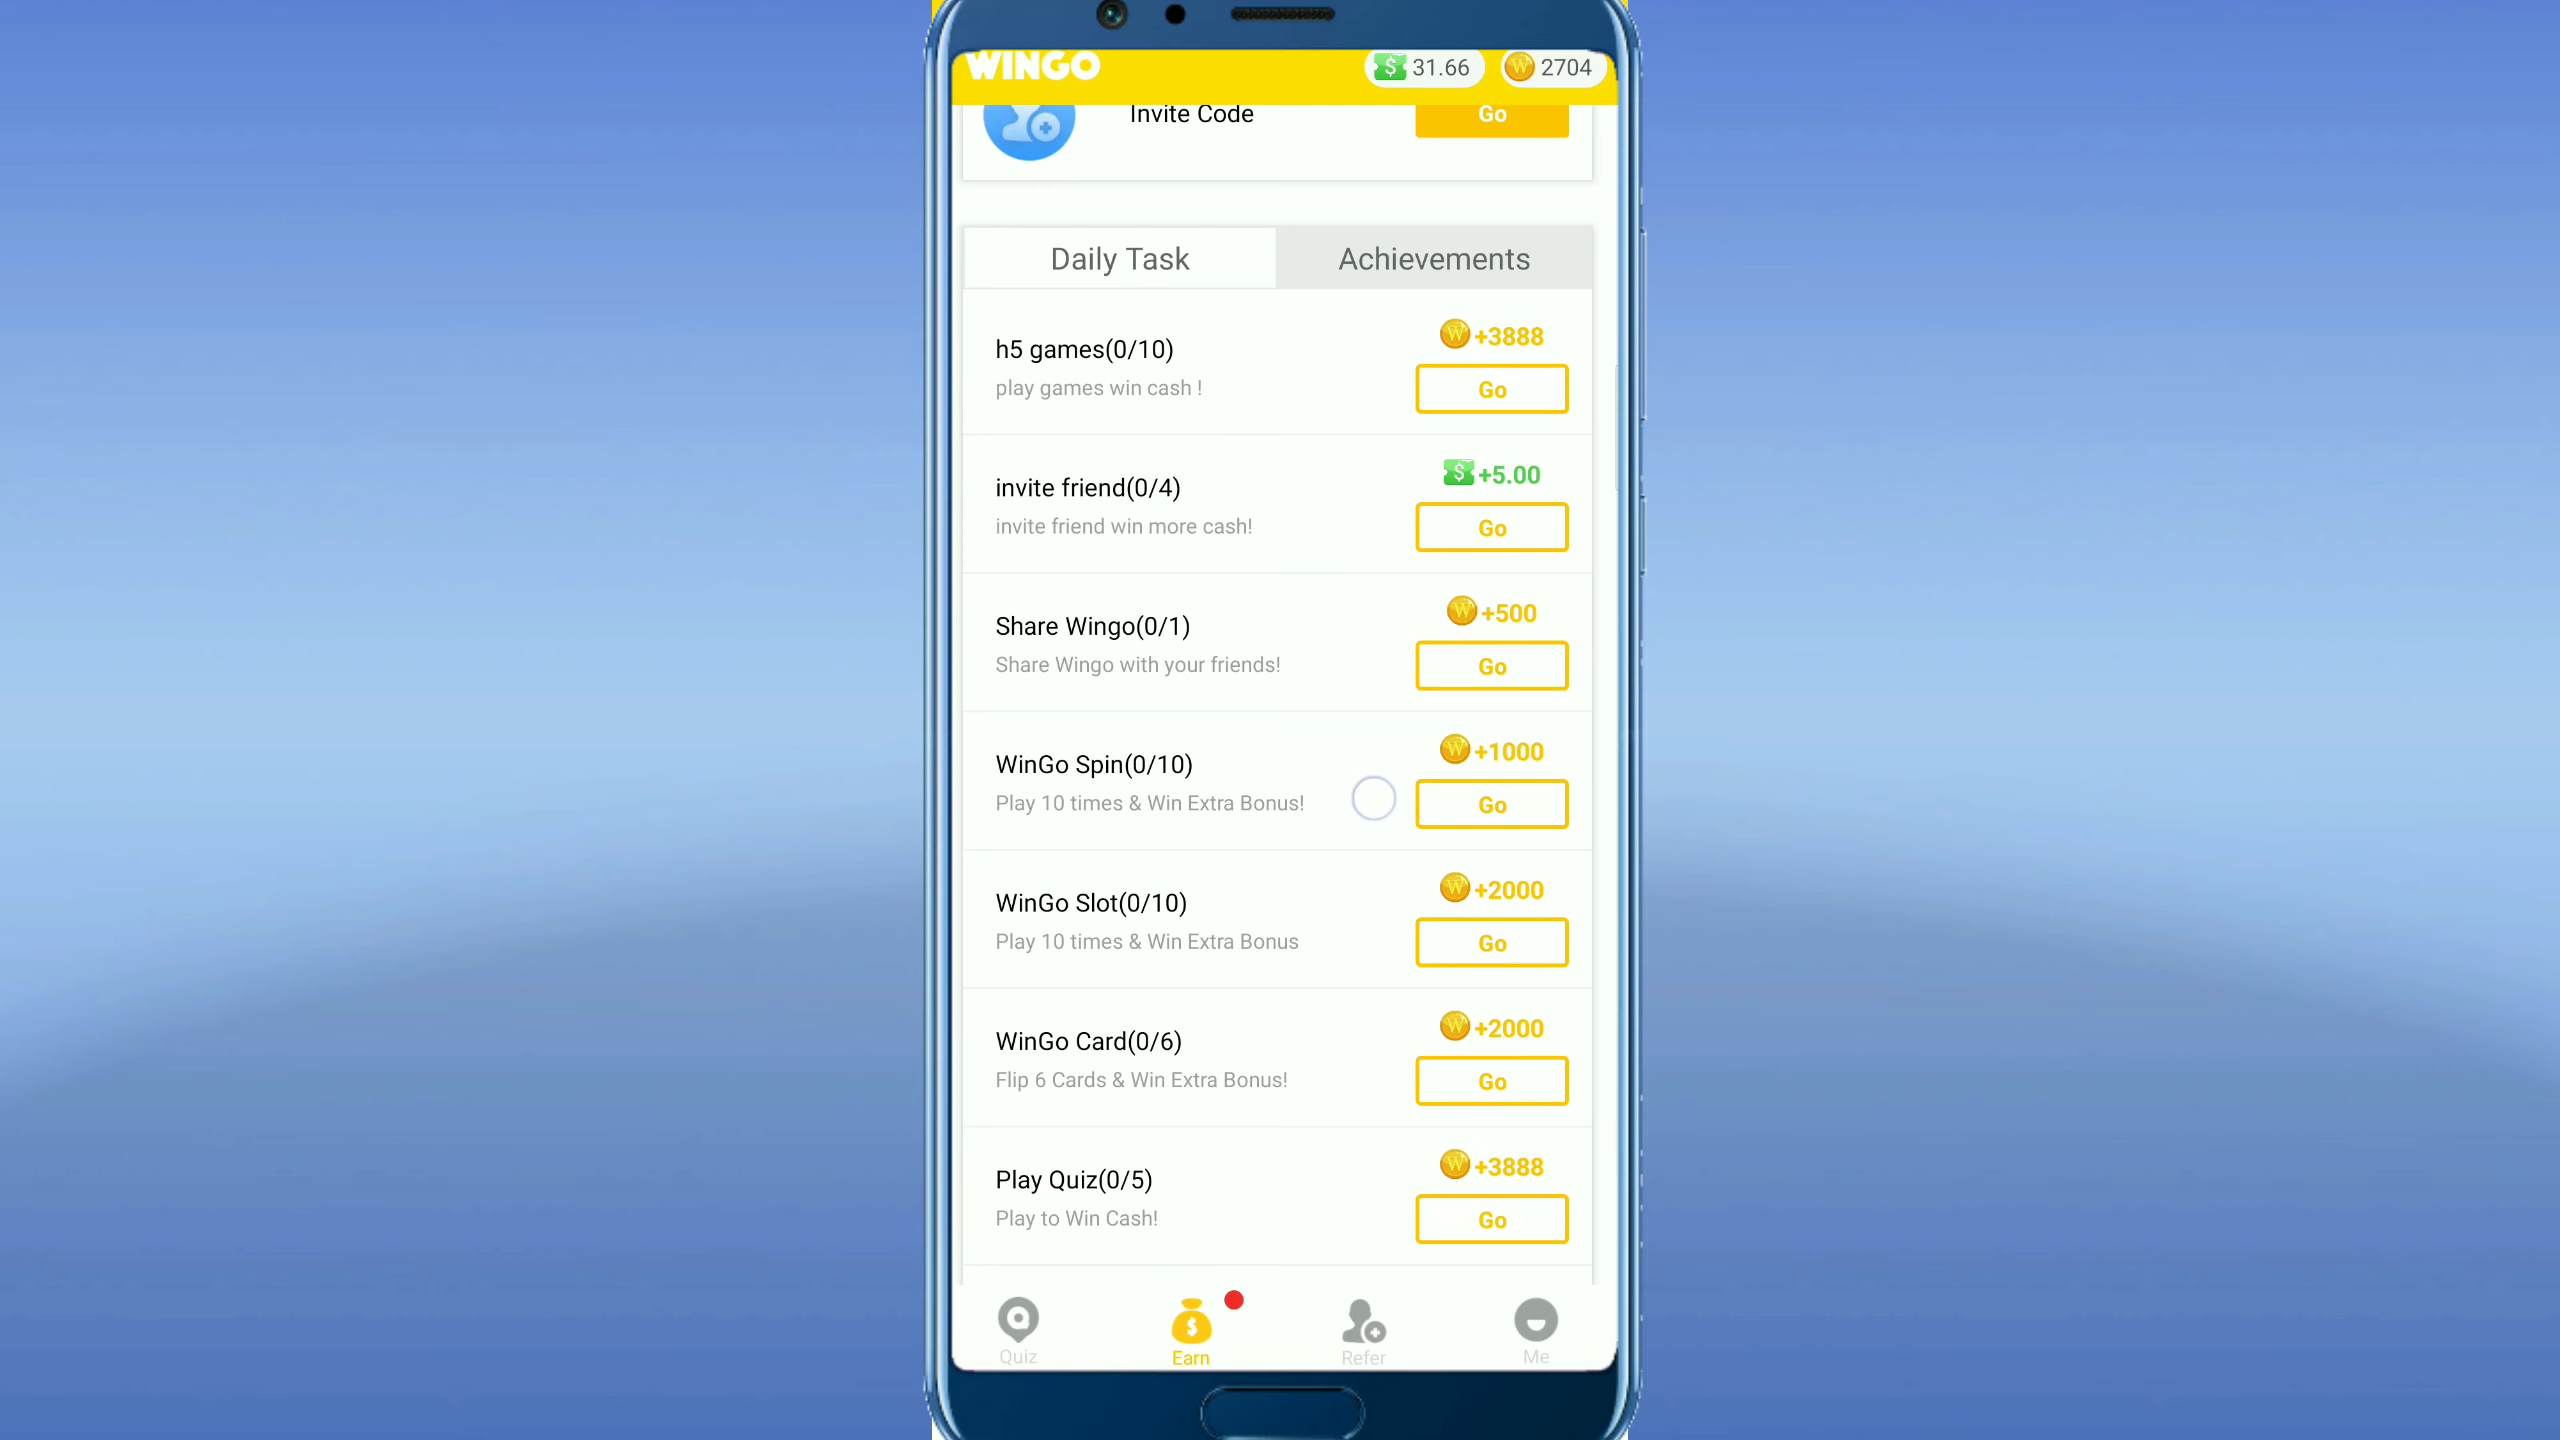 WINGO
$ 31.66
W 2704
Invite Code
Go
Daily Task
Achievements
W +3888
h5 games(0/10)
play games win cash !
Go
$ +5.00
invite friend(0/4)
invite friend win more cash!
Go
W +500
Share Wingo(0/1)
Share Wingo with your friends!
Go
W +1000
WinGo Spin(0/10)
Play 10 times & Win Extra Bonus!
Go
W +2000
WinGo Slot(0/10)
Play 10 times & Win Extra Bonus
Go
W +2000
WinGo Card(0/6)
Flip 6 Cards & Win Extra Bonus!
Go
W +3888
Play Quiz(0/5)
Play to Win Cash!
Go
Quiz
$
Earn
Refer
Me